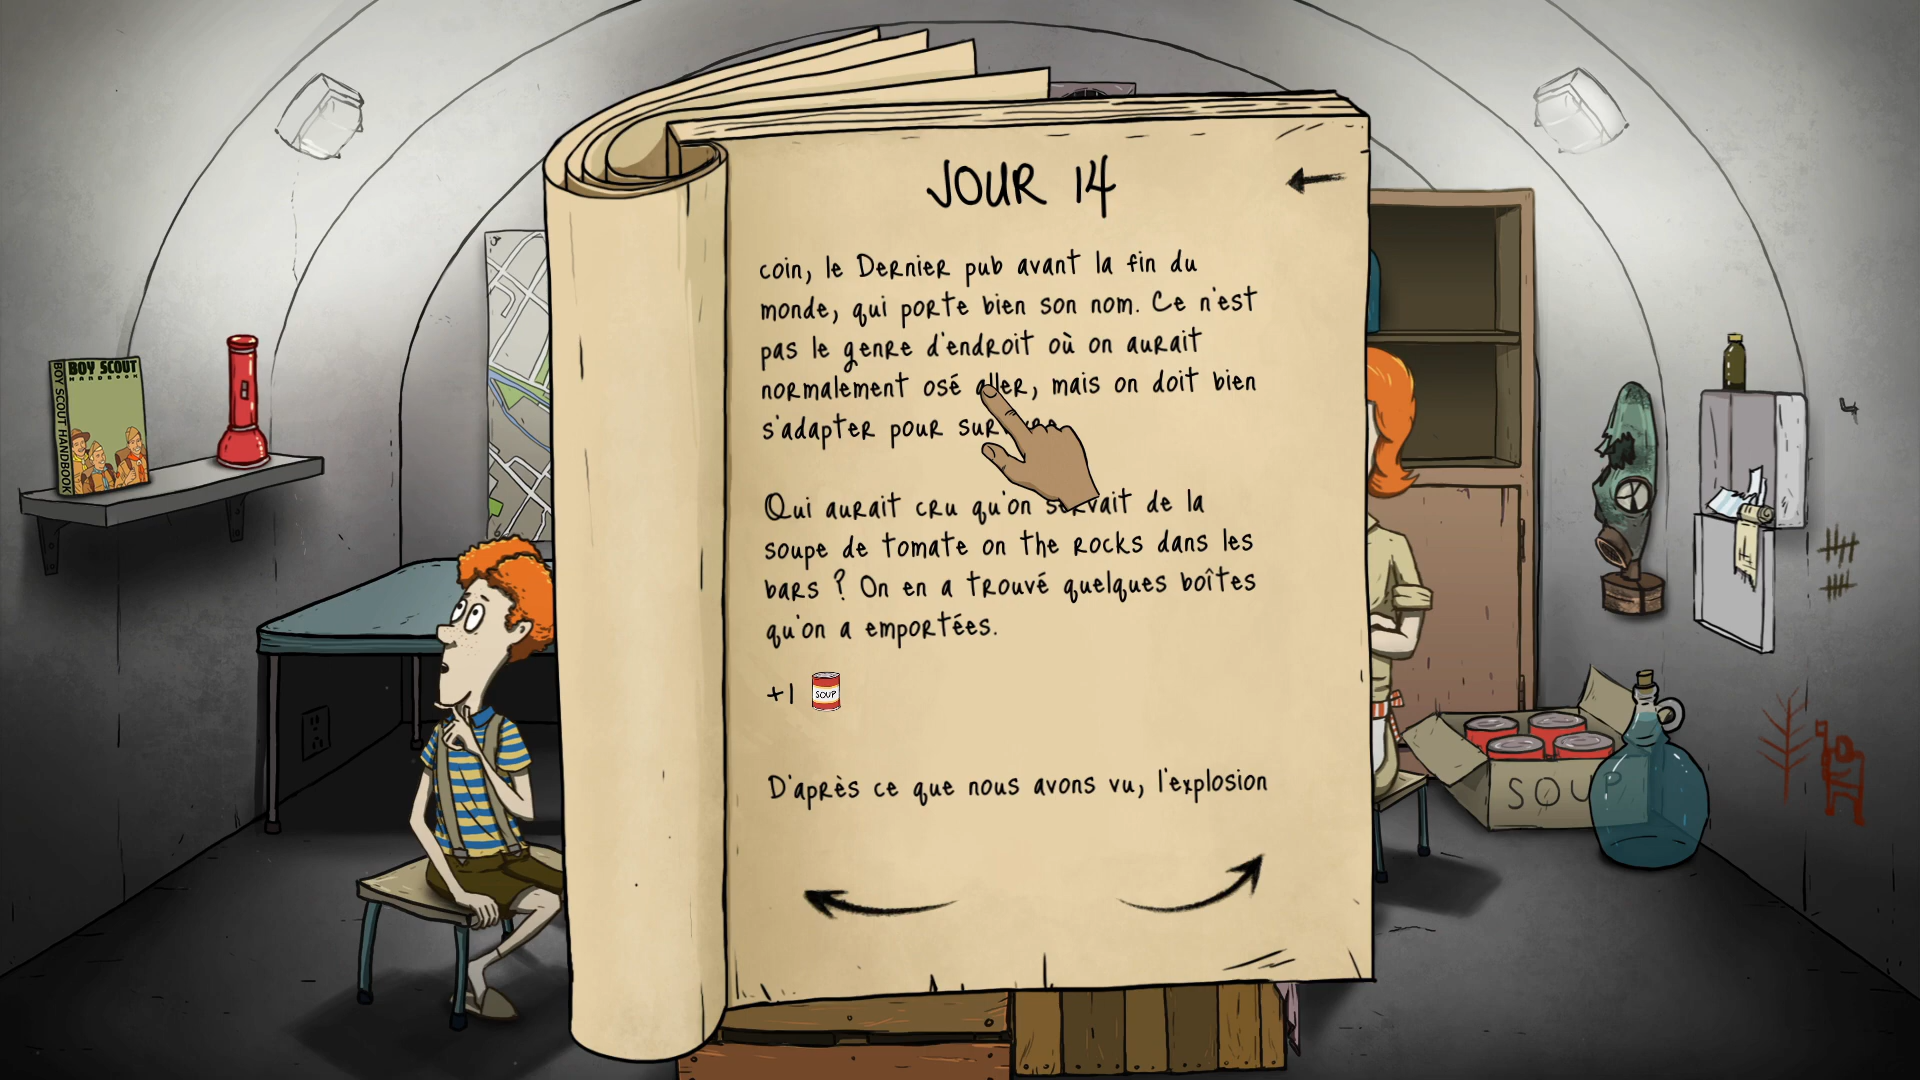 JOUR 14
coin, le Dernier pub avant la fin du
monde, qui porte bien son nom. Ce n'est
pas le genre d'endroit où on aurait
normalement osé aller, mais on doit bien
s'adapter pour survivre.
Qui aurait cru qu'on servait de la
soupe de tomate on the rocks dans les
bars ? On en a trouvé quelques boîtes
qu'on a emportées.
+1 SOUP
D'après ce que nous avons vu, l'explosion
BOY SCOUT
HANDBOOK
BOY SCOUT HANDBOOK
SOUP